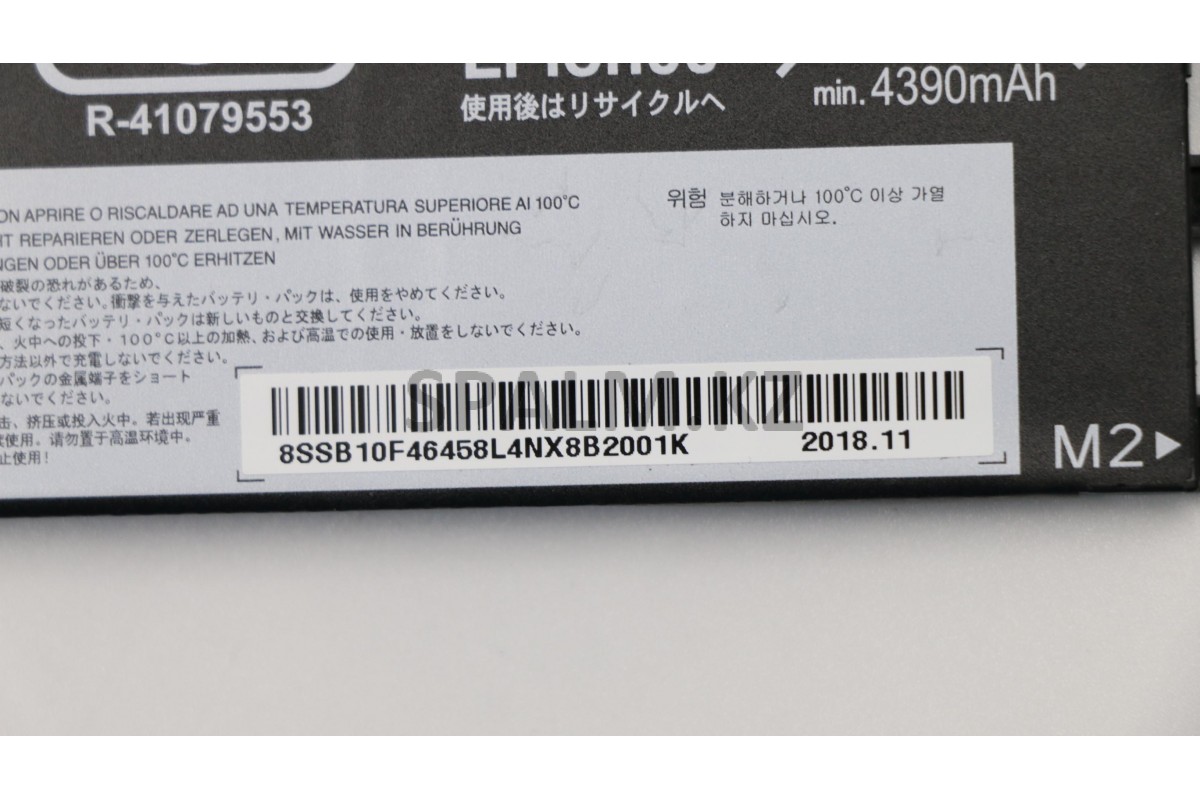 R-41079553
使用後はリサイクルへ
min. 4390mAh
ON APRIRE O RISCALDARE AD UNA TEMPERATURA SUPERIORE AI 100°C
REPARIEREN ODER ZERLEGEN, MIT WASSER IN BERÜHRUNG
NGEN ODER ÜBER 100°C ERHITZEN
破裂の恐れがあるため、
ないでください。衝撃を与えたバッテリ・パックは、使用をやめてください。
短くなったバッテリ・パックは新しいものと交換してください。
、火中への投下・100°C以上の加熱、および高温での使用・放置をしないでください。
方法以外で充電しないでください。
パックの金属端子をショート
ないでください。
击、挤压或投入火中。若出现严重
使用。请勿置于高温环境中。
止使用！
위험 분해하거나 100°C 이상 가열
하지 마십시오.
SPALM.KZ
8SSB10F46458L4NX8B2001K 2018.11
M2